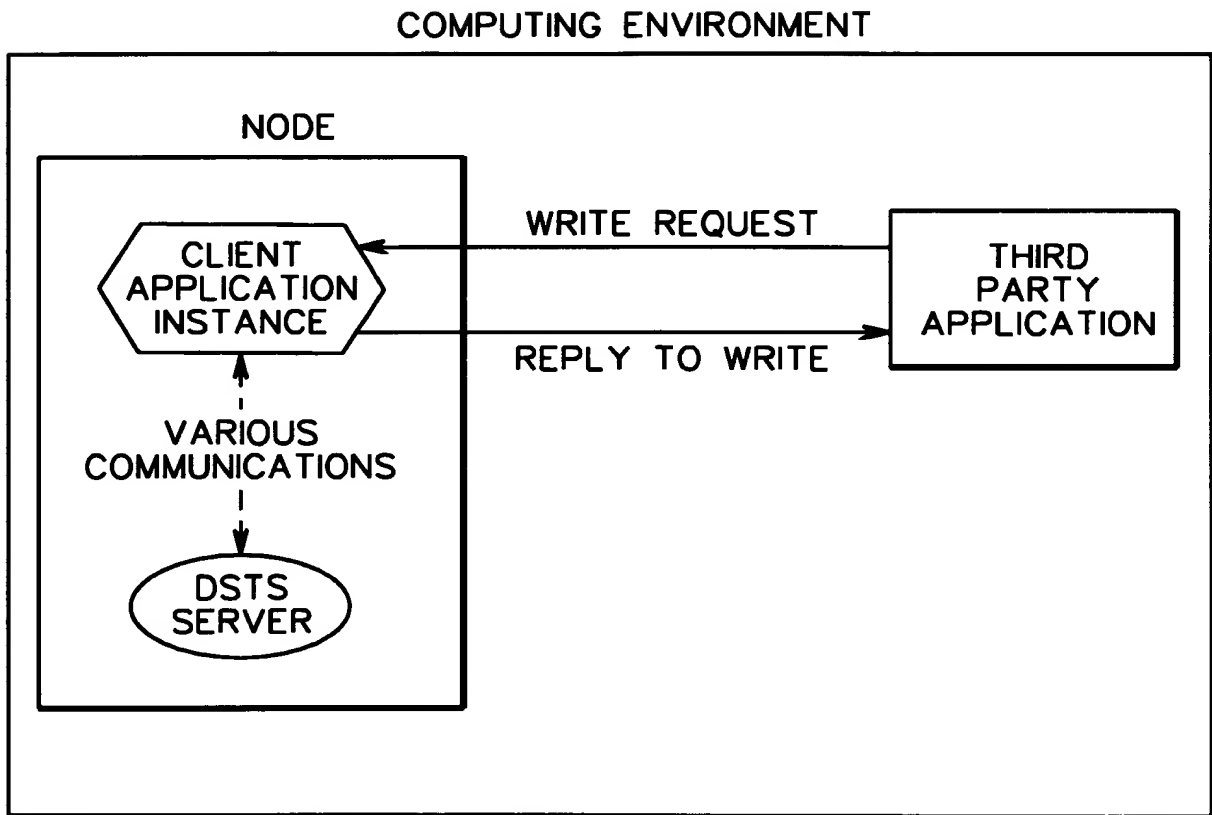 COMPUTING ENVIRONMENT
NODE
CLIENT
APPLICATION
INSTANCE
WRITE REQUEST
REPLY TO WRITE
THIRD
PARTY
APPLICATION
VARIOUS
COMMUNICATIONS
DSTS
SERVER